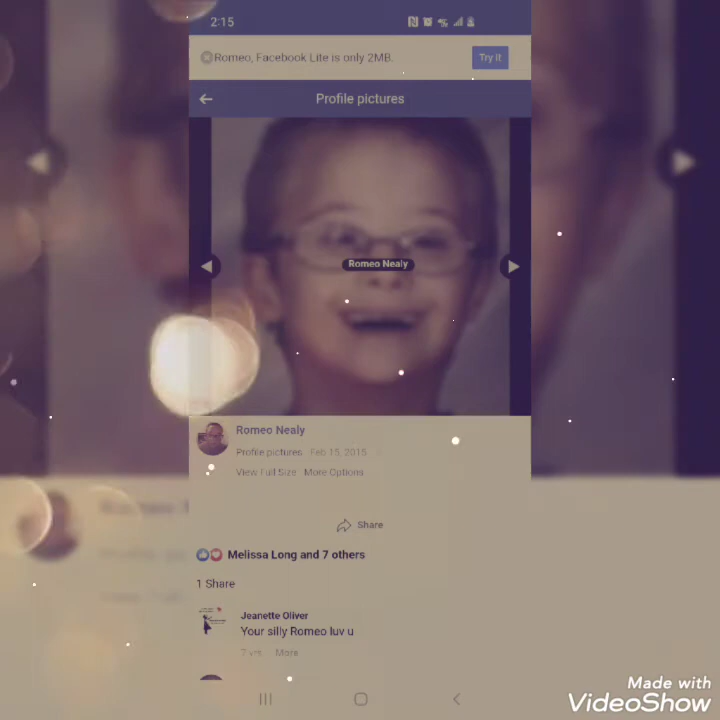 2:15
Romeo, Facebook Lite is only 2MB.
Try it
Profile pictures
Romeo Nealy
Romeo Nealy
Profile pictures · Feb 15, 2015
View Full Size · More Options
Share
Melissa Long and 7 others
1 Share
Jeanette Oliver
Your silly Romeo luv u
7 yrs · More
Made with
VideoShow